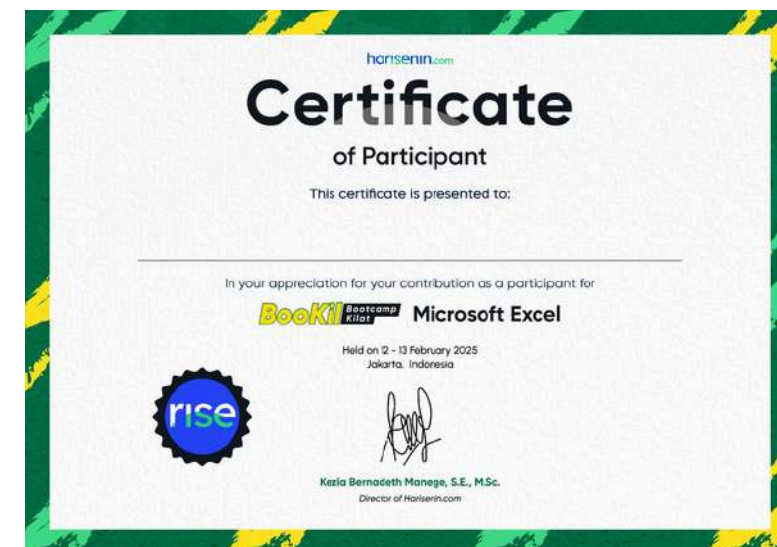 harisenin.com
Certificate
of Participant
This certificate is presented to:
In your appreciation for your contribution as a participant for
BooKil Bootcamp Kilat Microsoft Excel
Held on 12 - 13 February 2025
Jakarta, Indonesia
rise
Kezia Bernadeth Manege, S.E., M.Sc.
Director of Harisenin.com